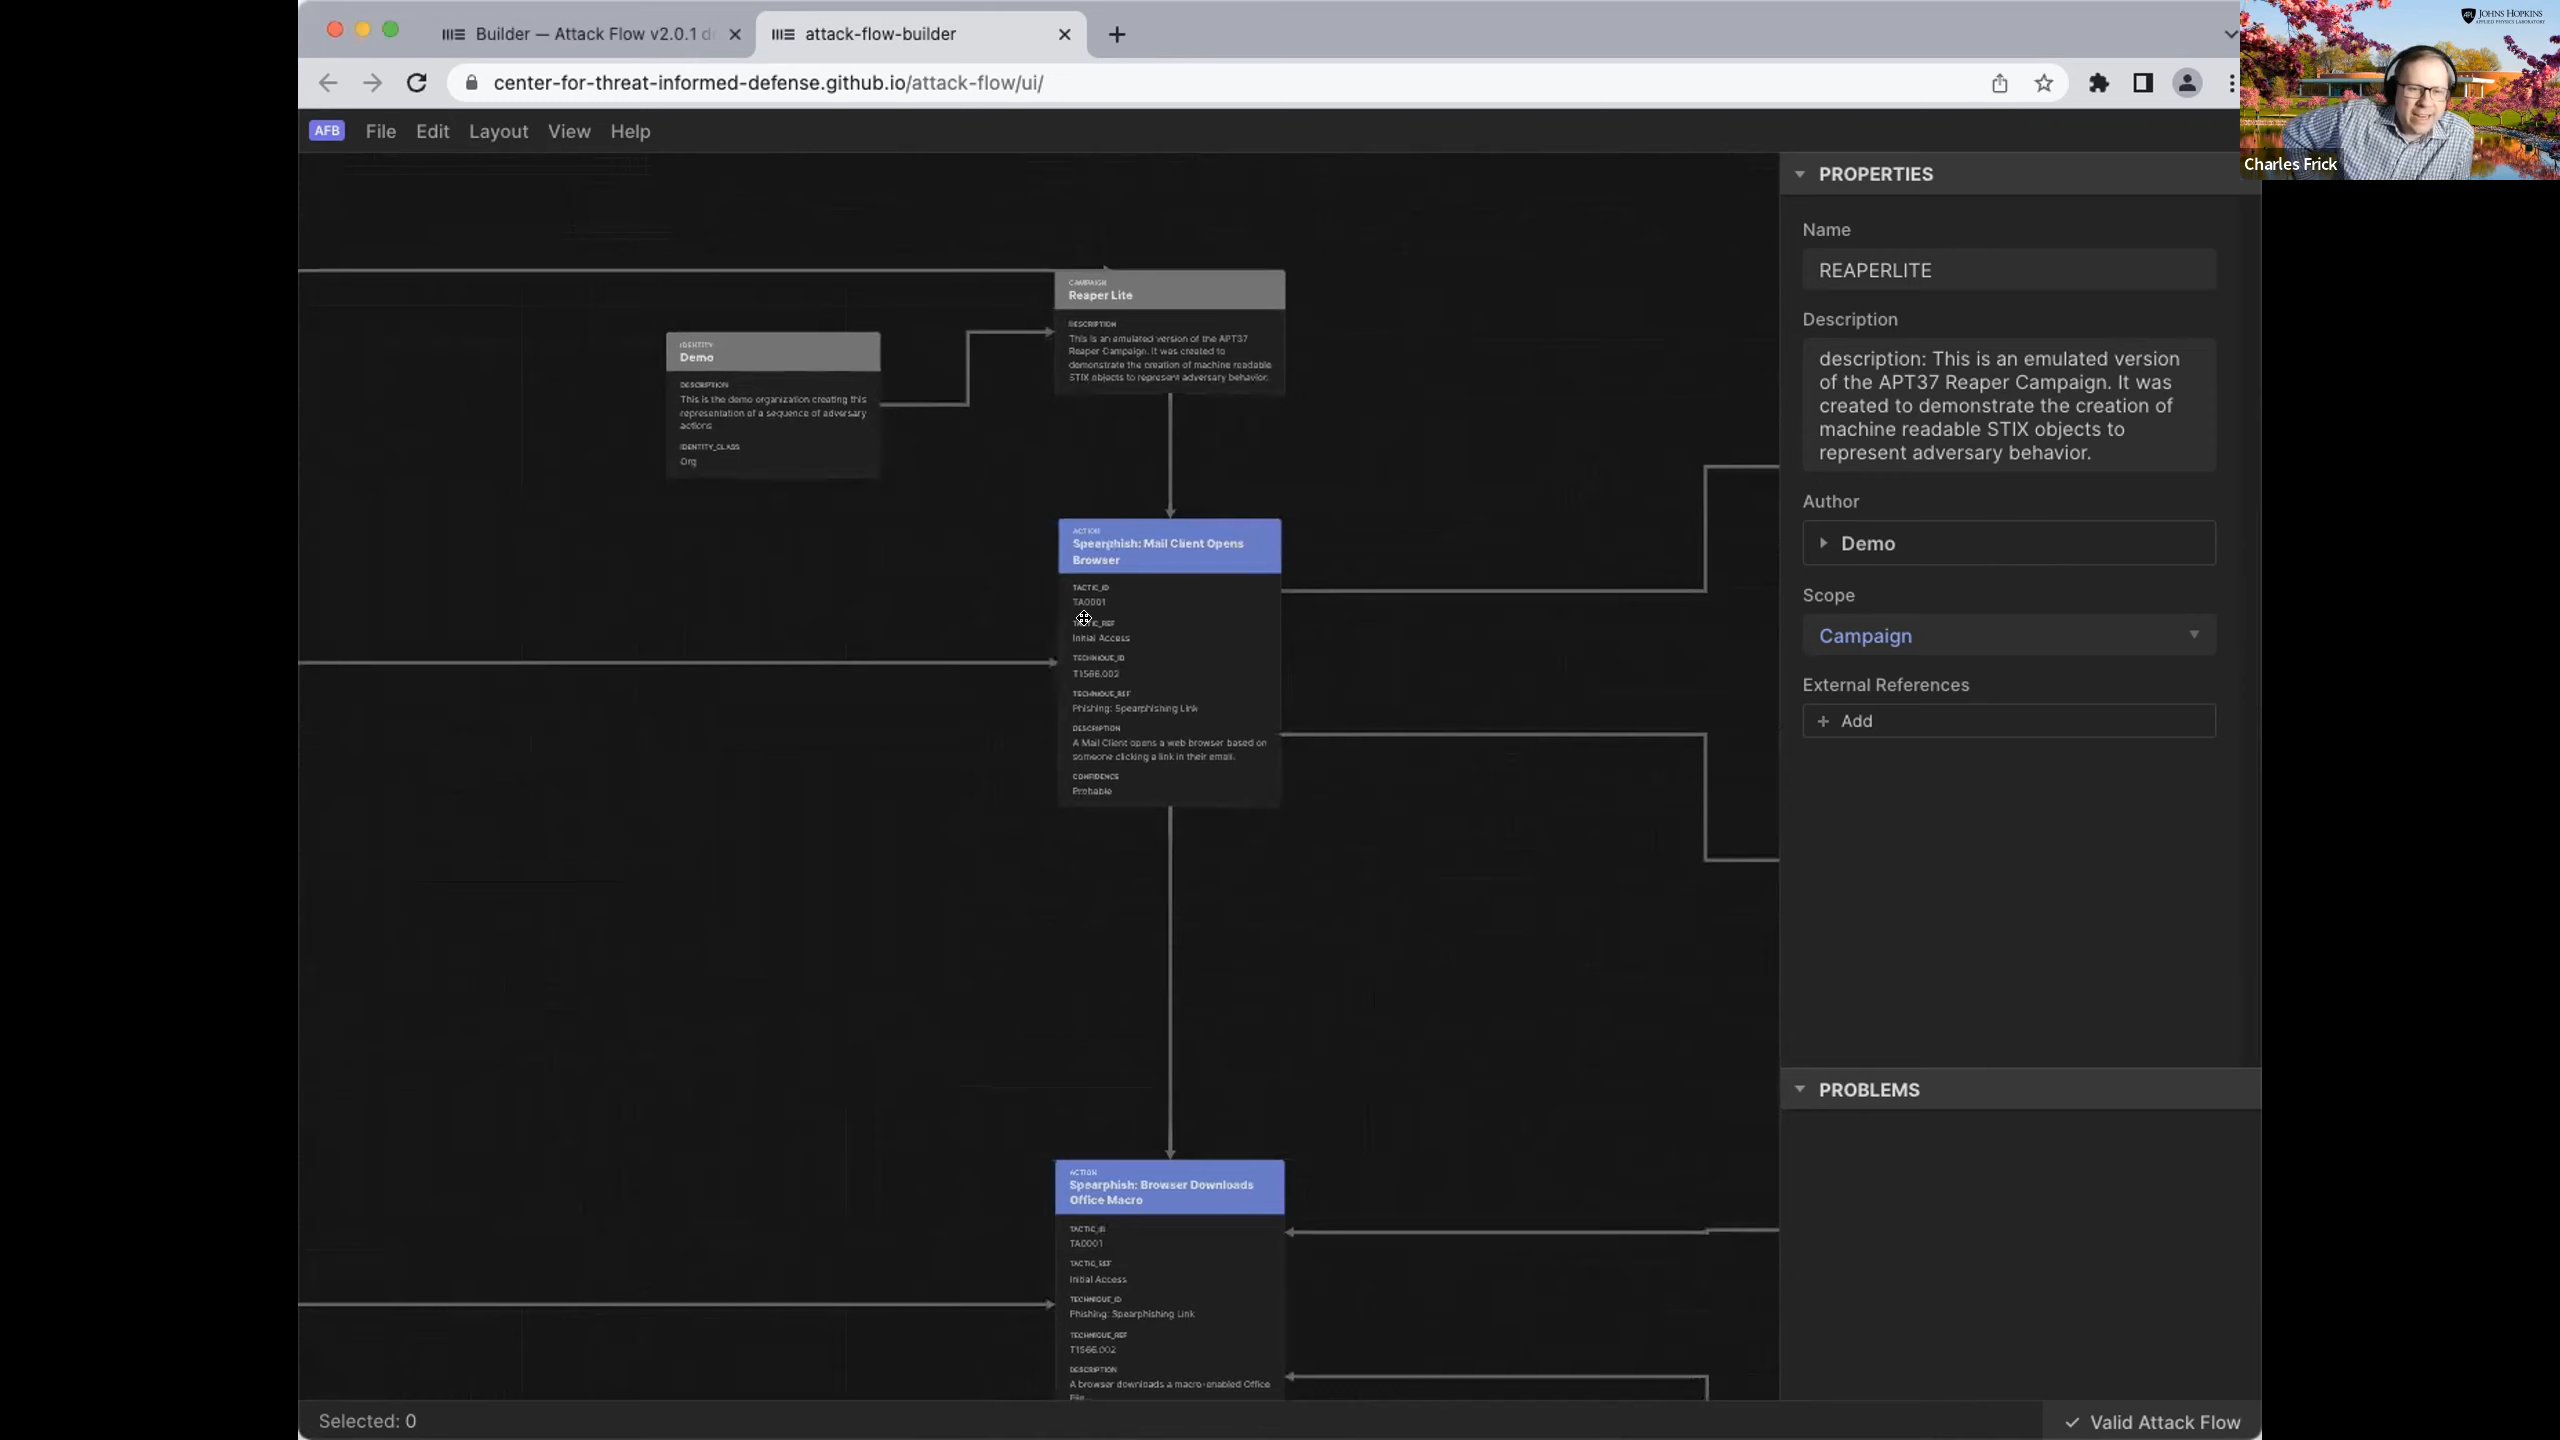 Builder — Attack Flow v2.0.1 d
attack-flow-builder
center-for-threat-informed-defense.github.io/attack-flow/ui/
JOHNS HOPKINS
APPLIED PHYSICS LABORATORY
Charles Frick
AFB File Edit Layout View Help
CAMPAIGN
Reaper Lite
DESCRIPTION
This is an emulated version of the APT37
Reaper Campaign. It was created to
demonstrate the creation of machine readable
STIX objects to represent adversary behavior.
IDENTITY
Demo
DESCRIPTION
This is the demo organization creating this
representation of a sequence of adversary
actions
IDENTITY_CLASS
Org
ACTION
Spearphish: Mail Client Opens
Browser
TACTIC_ID
TA0001
TACTIC_REF
Initial Access
TECHNIQUE_ID
T1566.002
TECHNIQUE_REF
Phishing: Spearphishing Link
DESCRIPTION
A Mail Client opens a web browser based on
someone clicking a link in their email.
CONFIDENCE
Probable
ACTION
Spearphish: Browser Downloads
Office Macro
TACTIC_ID
TA0001
TACTIC_REF
Initial Access
TECHNIQUE_ID
Phishing: Spearphishing Link
TECHNIQUE_REF
T1566.002
DESCRIPTION
A browser downloads a macro-enabled Office
PROPERTIES
Name
REAPERLITE
Description
description: This is an emulated version
of the APT37 Reaper Campaign. It was
created to demonstrate the creation of
machine readable STIX objects to
represent adversary behavior.
Author
Demo
Scope
Campaign
External References
+ Add
PROBLEMS
Selected: 0
Valid Attack Flow